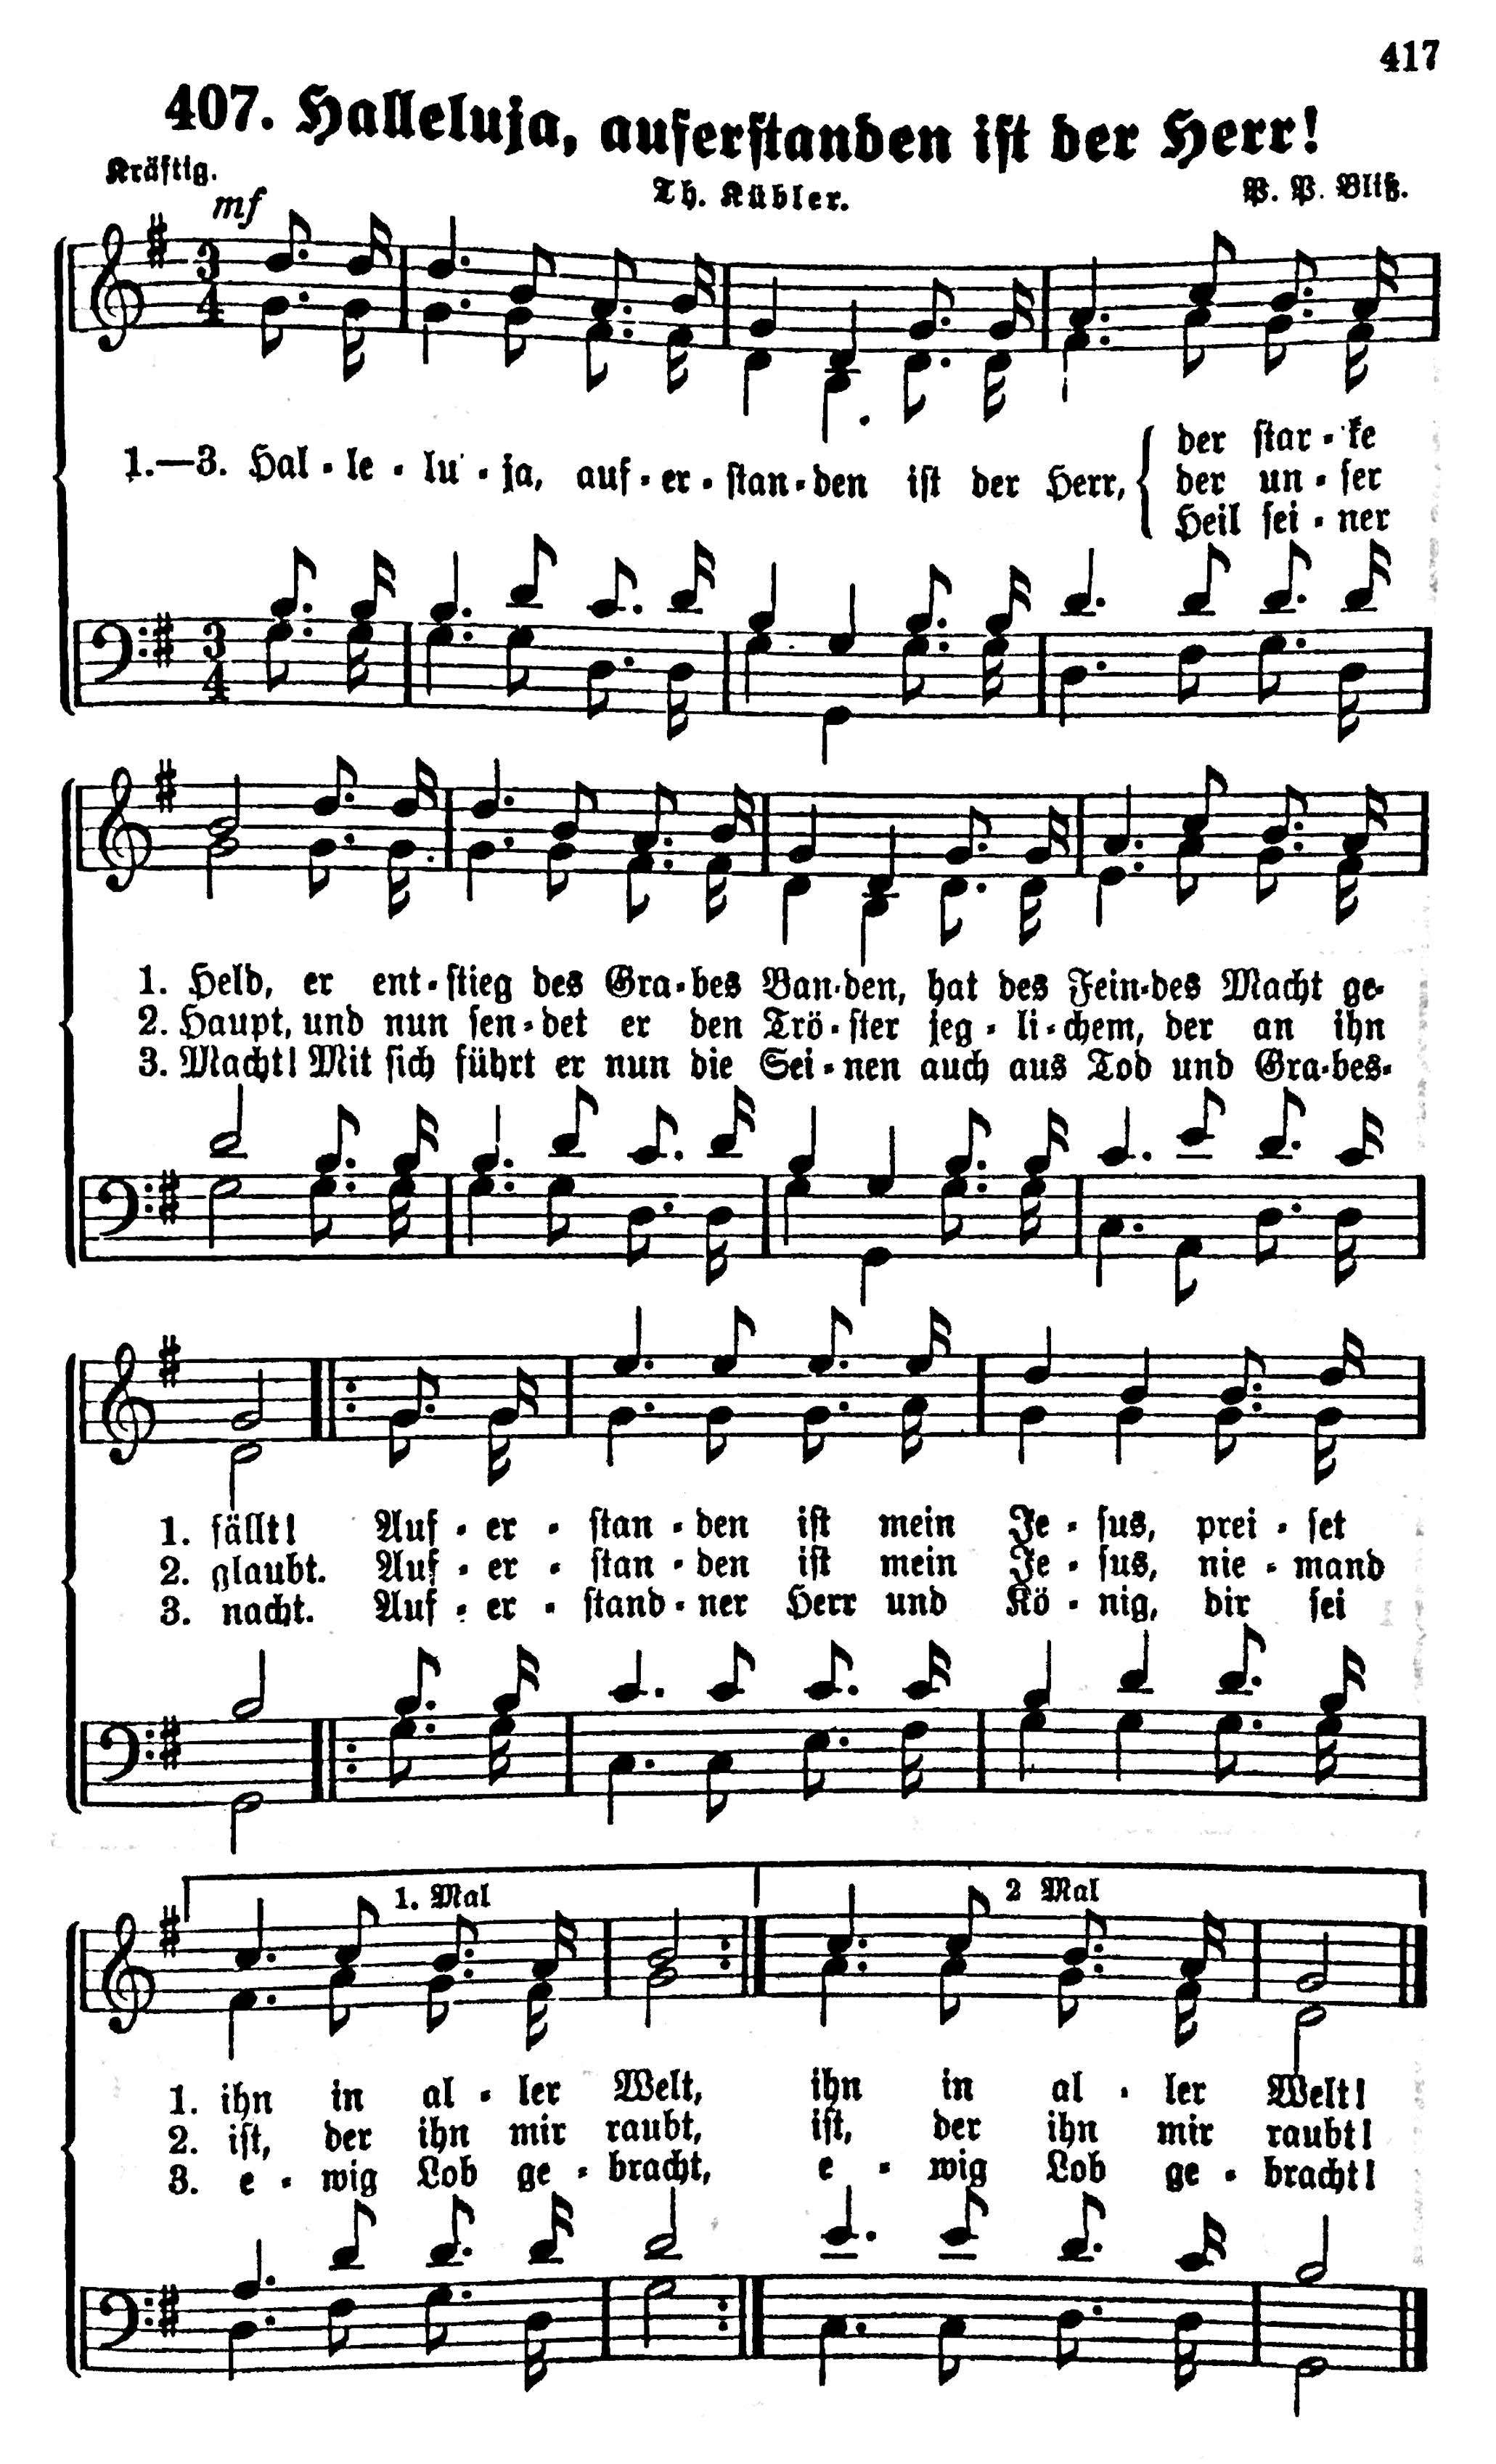 417
407. Halleluja, auferstanden ist der Herr!
Kräftig.
Th. Kübler.
P. P. Bliß.
mf
3
4
der star - ke
1.—3. Hal - le - lu - ja, auf - er - stan - den ist der Herr, { der un - ser
Heil sei - ner
3
4
1. Held, er ent - stieg des Gra - bes Ban - den, hat des Fein - des Macht ge-
2. Haupt, und nun sen - det er den Trö - ster jeg - li - chem, der an ihn
3. Macht! Mit sich führt er nun die Sei - nen auch aus Tod und Gra - bes-
1. fällt! Auf - er - stan - den ist mein Je - sus, prei - set
2. glaubt. Auf - er - stan - den ist mein Je - sus, nie - mand
3. nacht. Auf - er - stand - ner Herr und Kö - nig, dir sei
1. Mal
2 Mal
1. ihn in al - ler Welt, ihn in al - ler Welt!
2. ist, der ihn mir raubt, ist, der ihn mir raubt!
3. e - wig Lob ge - bracht, e - wig Lob ge - bracht!